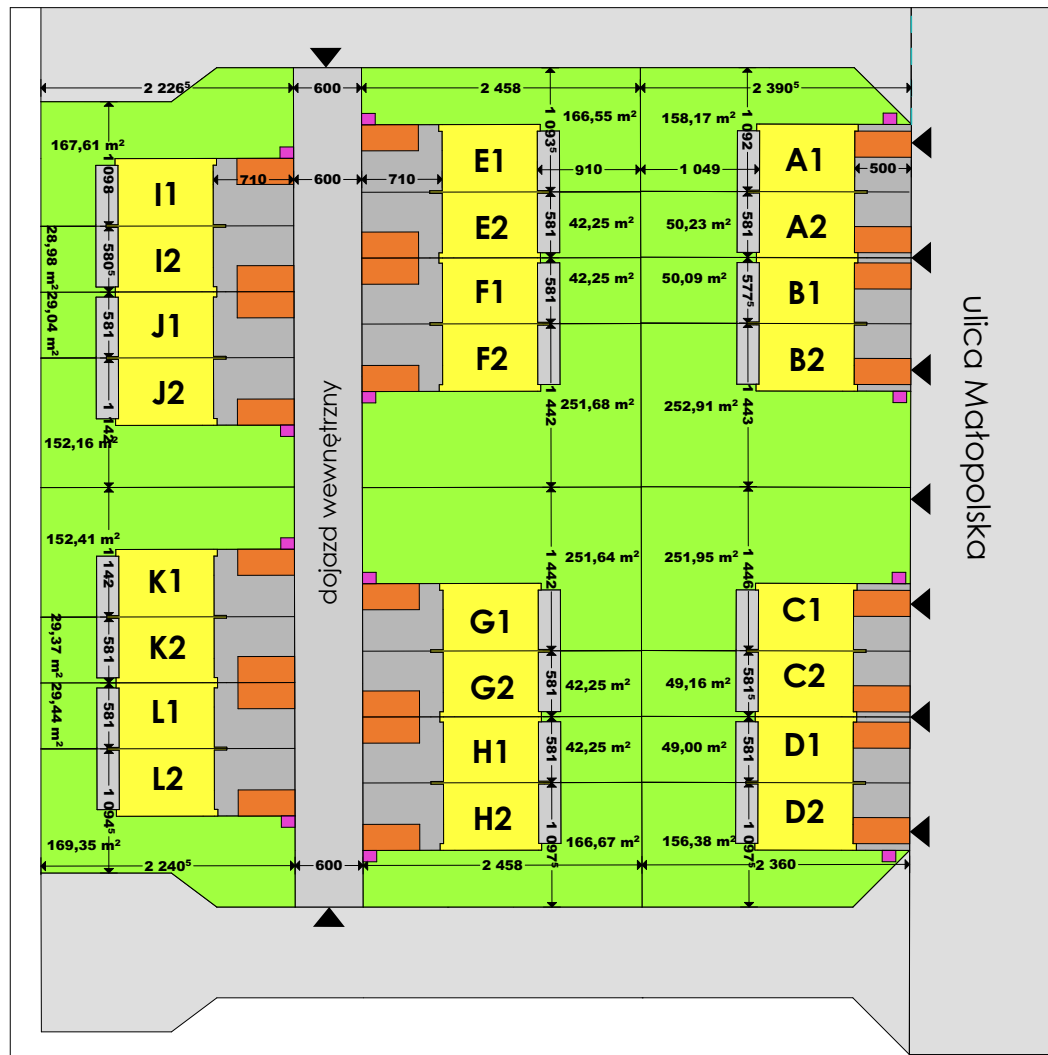 2 226⁵ 600 2 458 2 390⁵
167,61 m² 1 093⁵ 166,55 m² 158,17 m² 1 092
1 098 I1 710 600 710 E1 910 1 049 A1 500
28,98 m² 580⁵ I2 E2 581 42,25 m² 50,23 m² 581 A2
29,04 m² 581 J1 F1 581 42,25 m² 50,09 m² 577⁵ B1
J2 F2 B2
1 142 1 442 251,68 m² 252,91 m² 1 443
152,16 m²
dojazd wewnętrzny
ulica Małopolska
152,41 m² 1 442 251,64 m² 251,95 m² 1 446
1 142 K1 G1 C1
29,37 m² 581 K2 G2 581 42,25 m² 49,16 m² 581⁵ C2
29,44 m² 581 L1 H1 581 42,25 m² 49,00 m² 581 D1
L2 H2 D2
1 094⁵ 169,35 m² 1 097⁵ 166,67 m² 156,38 m² 1 097⁵
2 240⁵ 600 2 458 2 360